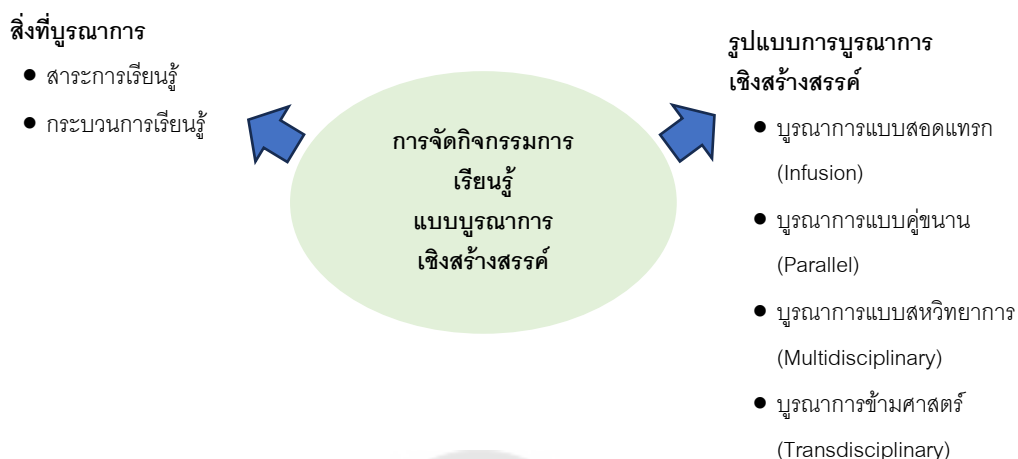 สิ่งที่บูรณาการ
● สาระการเรียนรู้
● กระบวนการเรียนรู้
การจัดกิจกรรมการ
เรียนรู้
แบบบูรณาการ
เชิงสร้างสรรค์
รูปแบบการบูรณาการ
เชิงสร้างสรรค์
● บูรณาการแบบสอดแทรก
(Infusion)
● บูรณาการแบบคู่ขนาน
(Parallel)
● บูรณาการแบบสหวิทยาการ
(Multidisciplinary)
● บูรณาการข้ามศาสตร์
(Transdisciplinary)